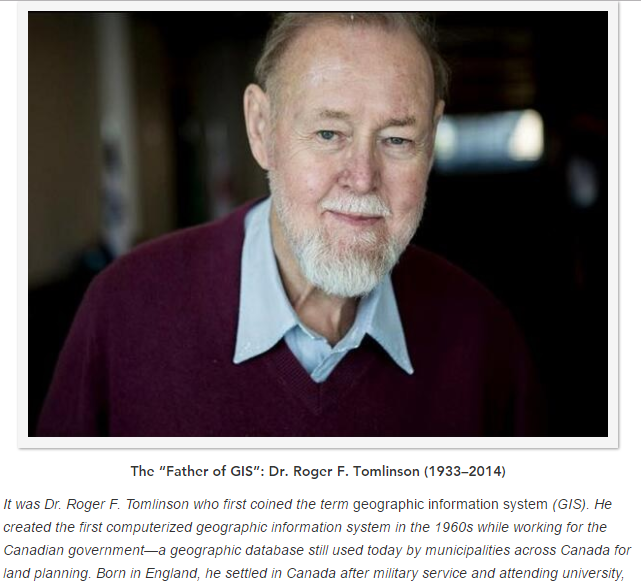 The “Father of GIS”: Dr. Roger F. Tomlinson (1933–2014)
It was Dr. Roger F. Tomlinson who first coined the term geographic information system (GIS). He
created the first computerized geographic information system in the 1960s while working for the
Canadian government—a geographic database still used today by municipalities across Canada for
land planning. Born in England, he settled in Canada after military service and attending university,